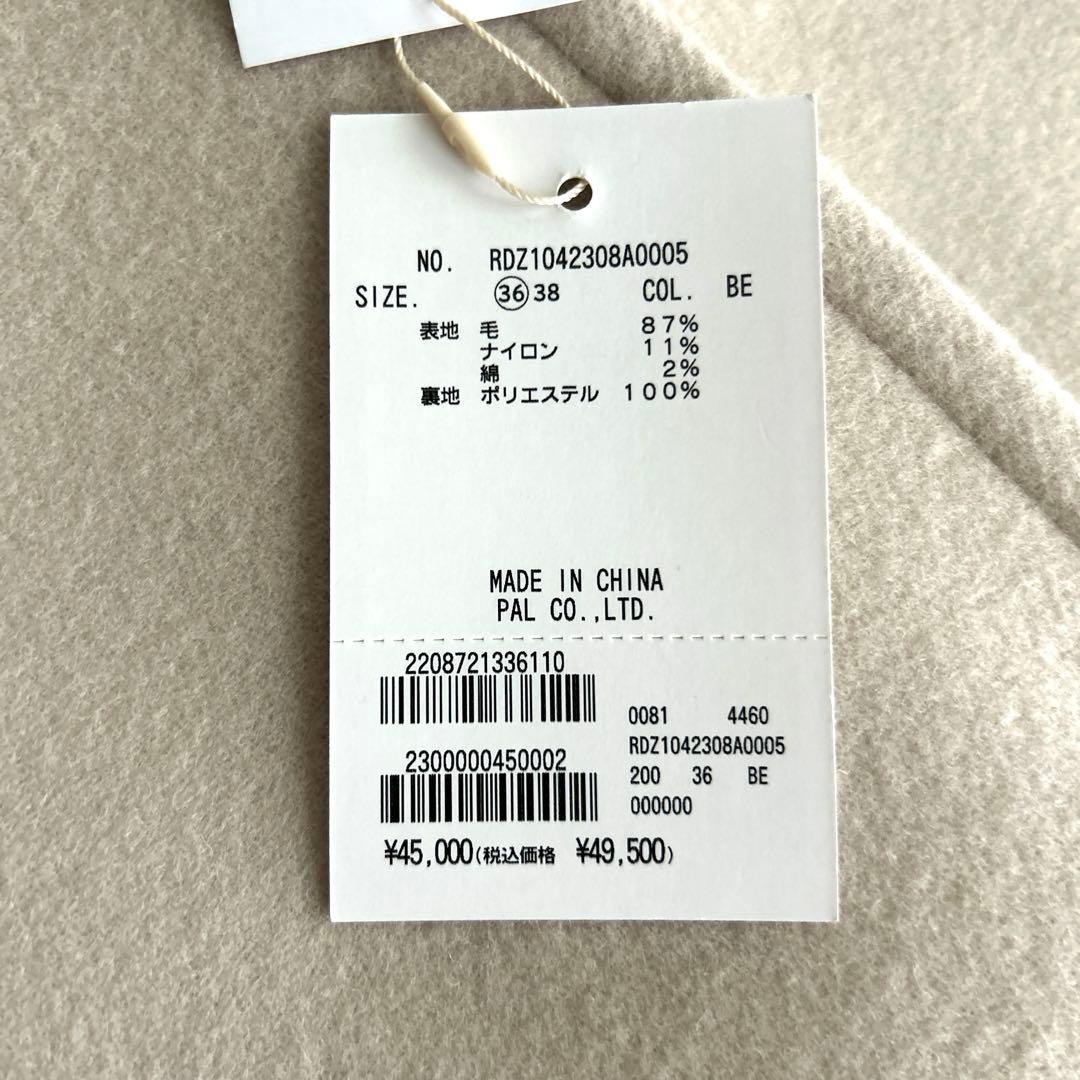 NO. RDZ1042308A0005
SIZE. 36 38 COL. BE
表地 毛 87%
ナイロン 11%
綿 2%
裏地 ポリエステル 100%
MADE IN CHINA
PAL CO.,LTD.
2208721336110
0081 4460
RDZ1042308A0005
2300000450002
200 36 BE
000000
¥45,000(税込価格 ¥49,500)